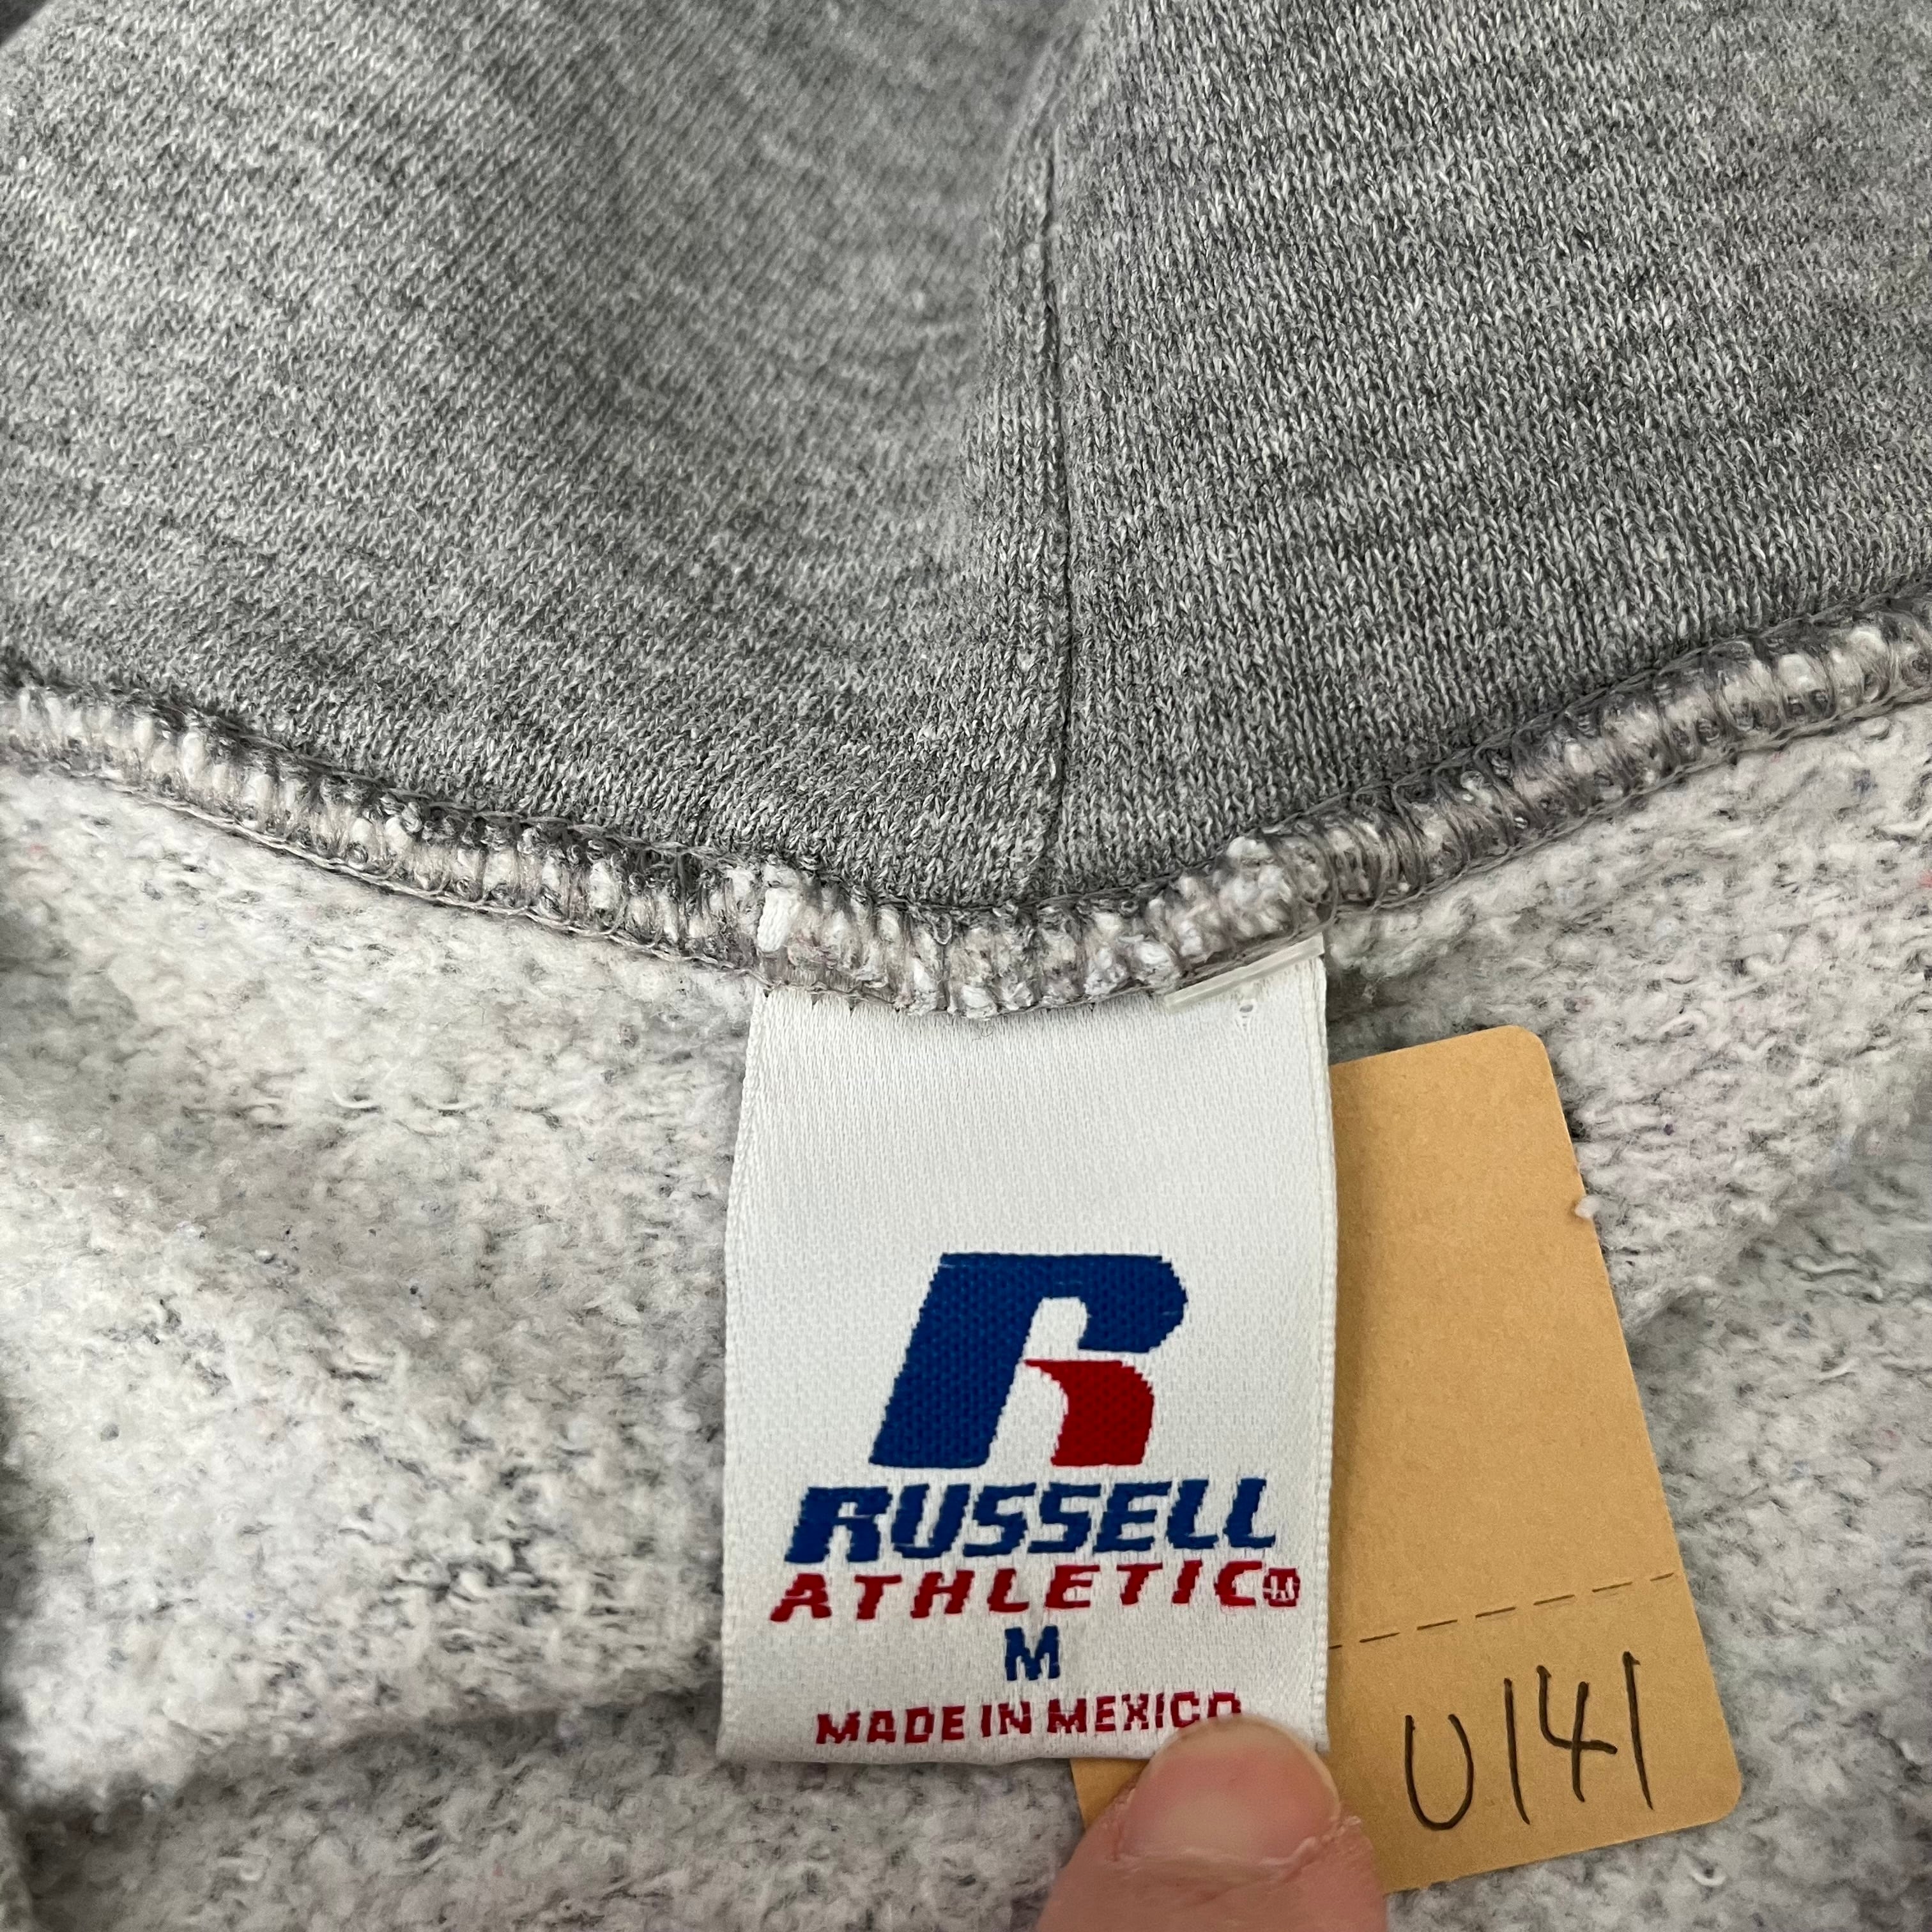 RUSSELL
ATHLETIC®
M
MADE IN MEXICO
U141